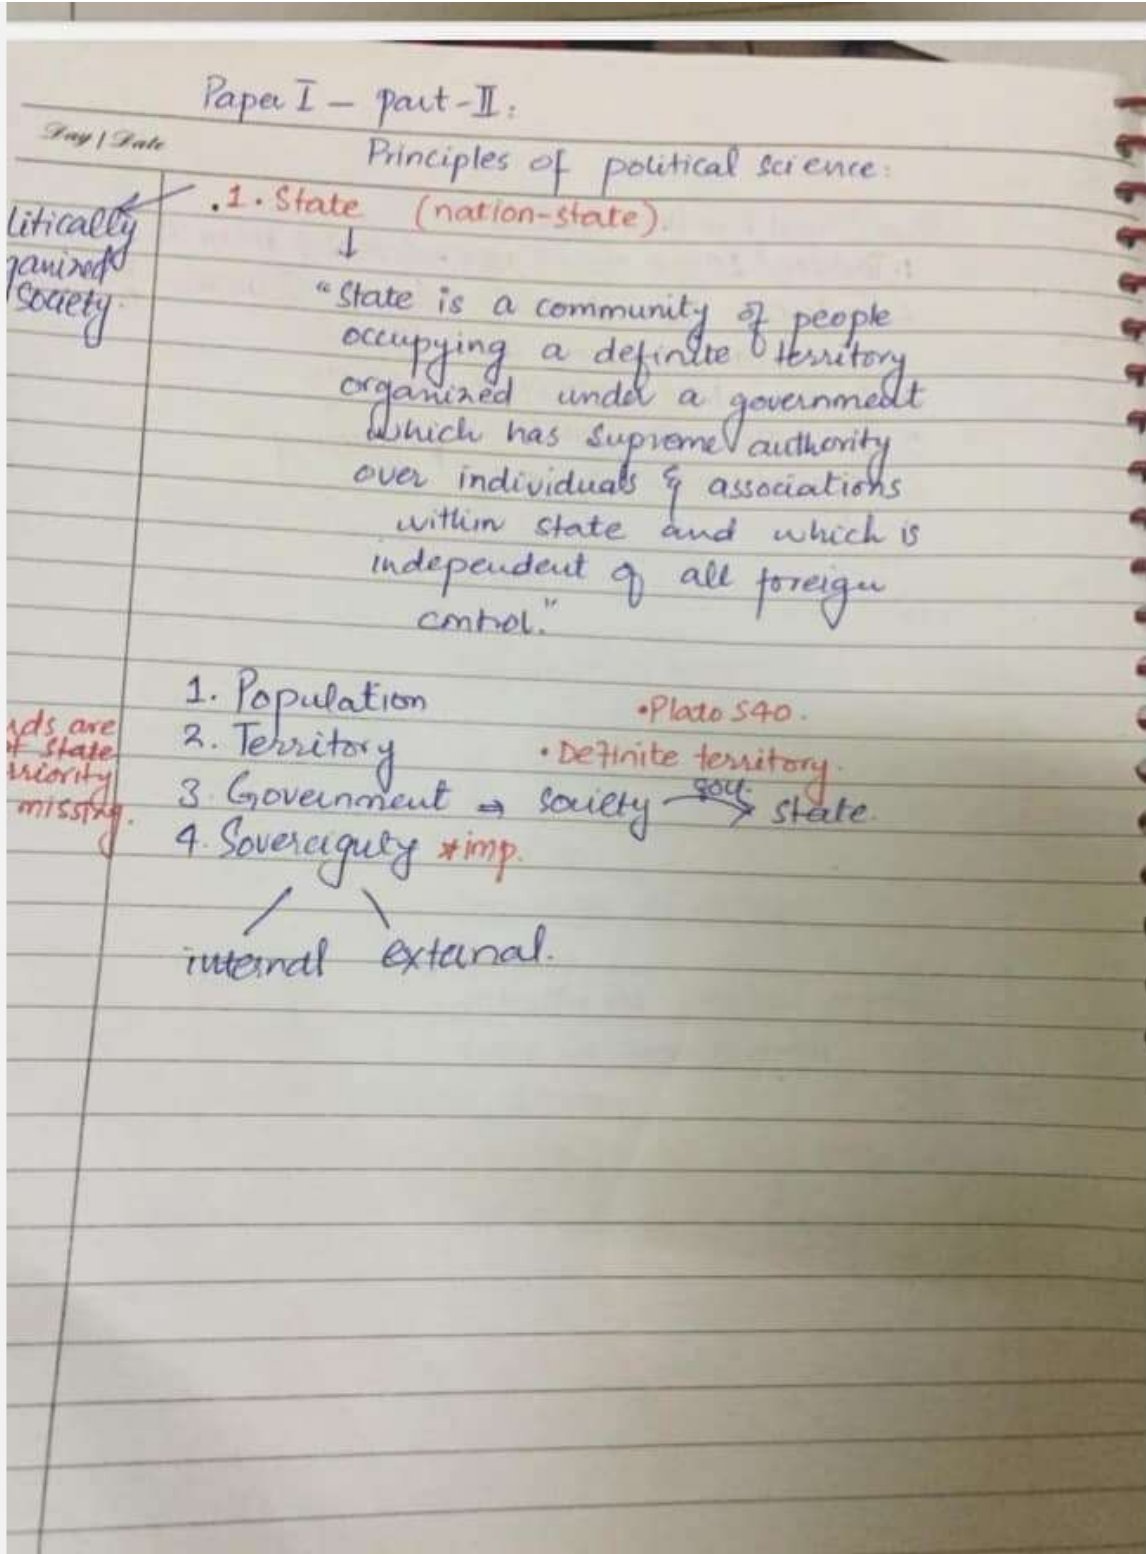 Paper I – part-II:
Day / Date
Principles of political science:
.1. State (nation-state).
litically
ganized
society.
↓
"State is a community of people
occupying a definite territory
organized under a government
which has supreme authority
over individuals & associations
within state and which is
independent of all foreign
control."
1. Population •Plato 540.
2. Territory •Definite territory.
3. Government → society govt. → state.
4. Sovereignty *imp.
ds are
state
riority
missing.
internal external.